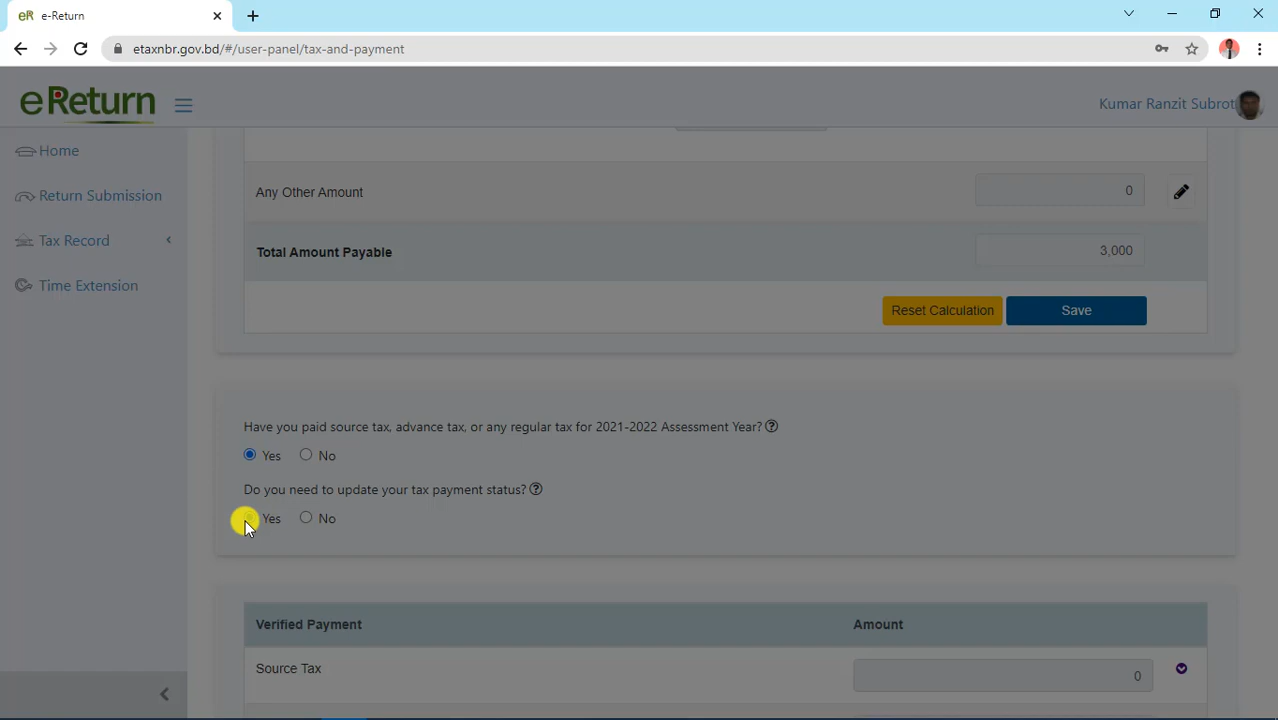 e-Return
etaxnbr.gov.bd/#/user-panel/tax-and-payment
eReturn
Kumar Ranzit Subrot
Home
Return Submission
Tax Record
Time Extension
Any Other Amount 0
Total Amount Payable 3,000
Reset Calculation Save
Have you paid source tax, advance tax, or any regular tax for 2021-2022 Assessment Year?
Yes No
Do you need to update your tax payment status?
Yes No
Verified Payment Amount
Source Tax 0